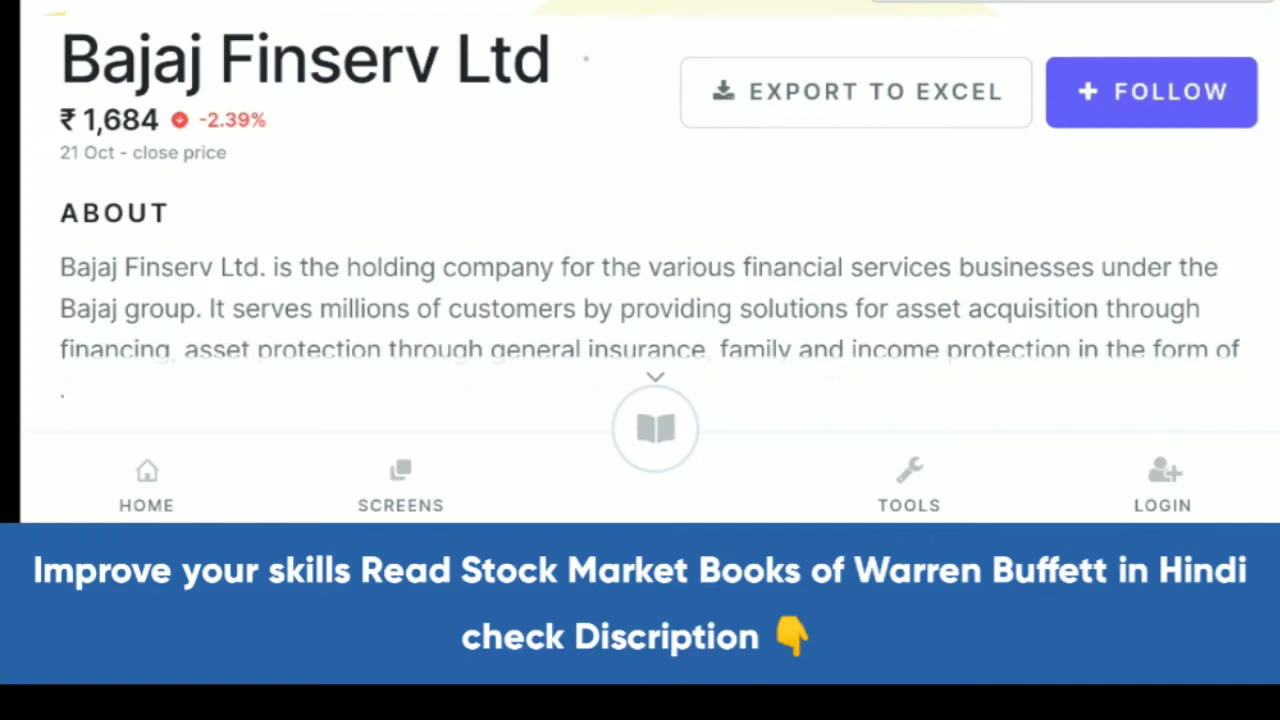 Bajaj Finserv Ltd
EXPORT TO EXCEL
+ FOLLOW
₹ 1,684 -2.39%
21 Oct - close price
ABOUT
Bajaj Finserv Ltd. is the holding company for the various financial services businesses under the
Bajaj group. It serves millions of customers by providing solutions for asset acquisition through
financing, asset protection through general insurance, family and income protection in the form of
HOME
SCREENS
TOOLS
LOGIN
Improve your skills Read Stock Market Books of Warren Buffett in Hindi
check Discription 👇